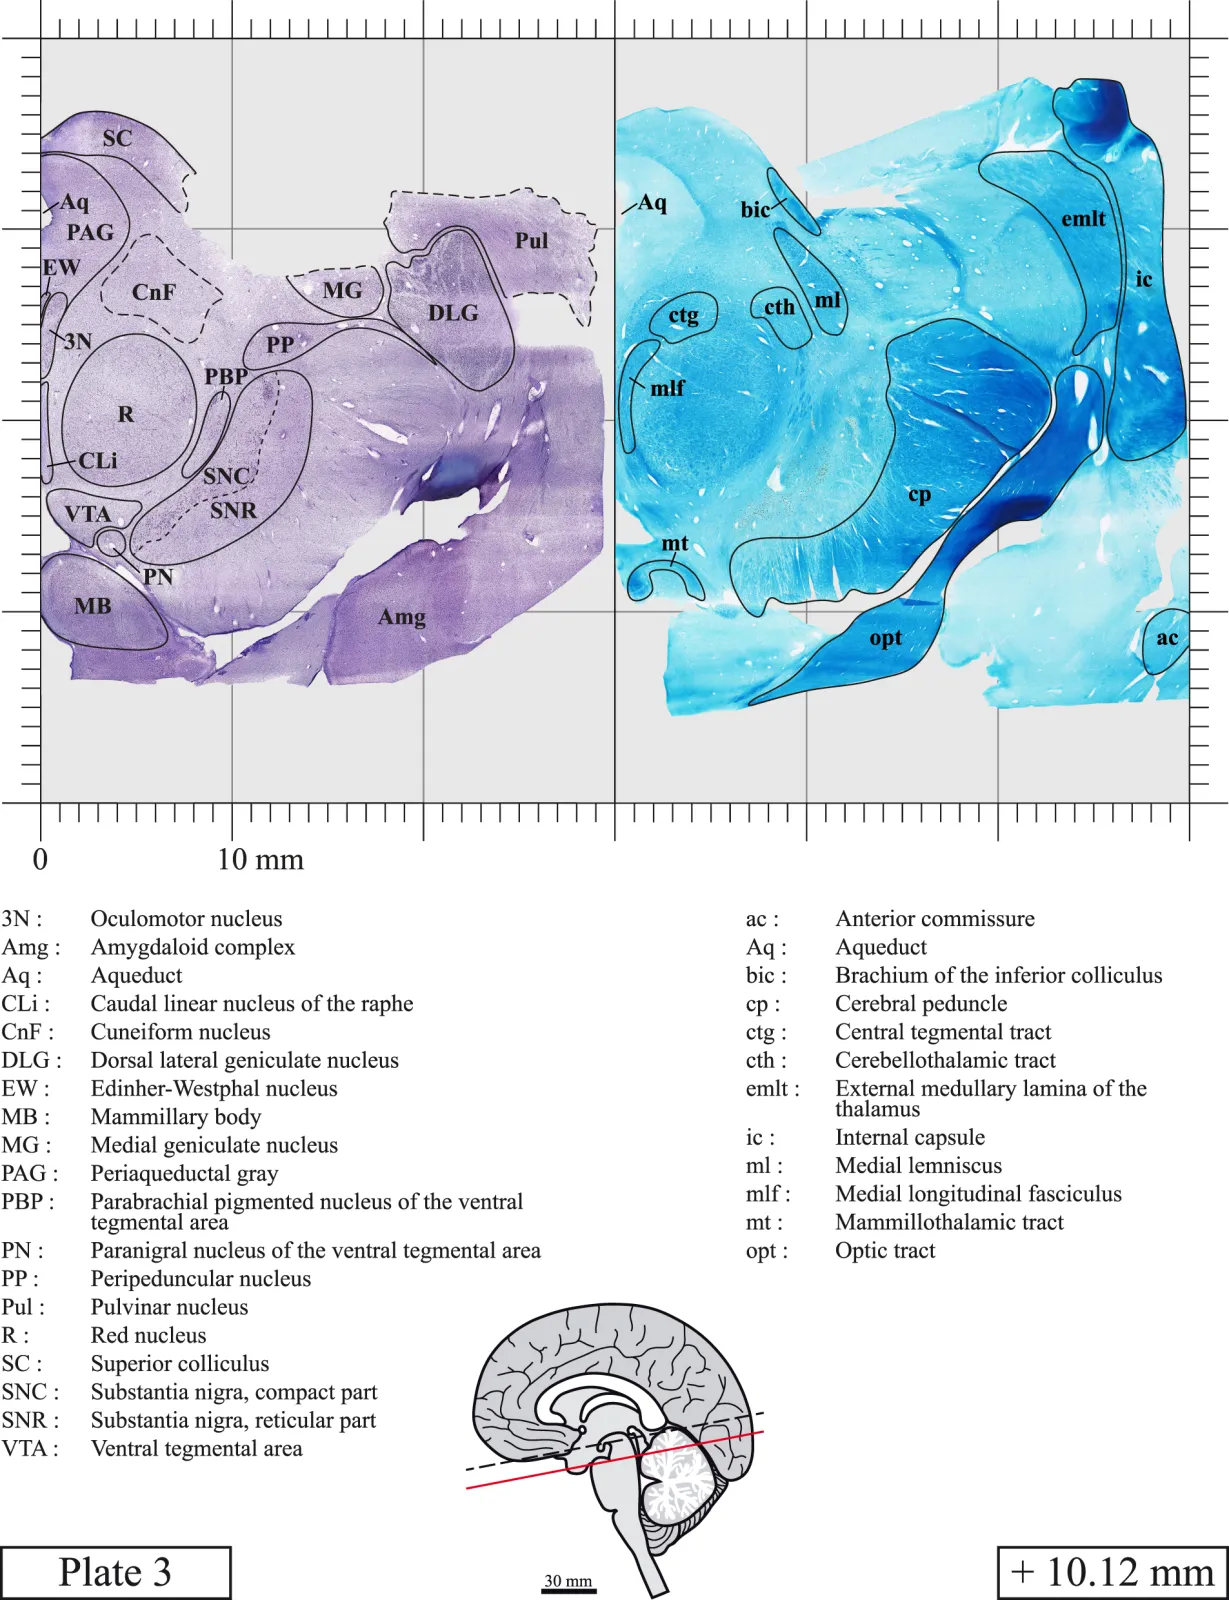 SC
Aq
PAG
EW
CnF
3N
R
CLi
VTA
PN
MB
PBP
SNC
SNR
PP
MG
DLG
Pul
Amg
Aq
bic
ctg
cth
ml
mlf
emlt
ic
cp
mt
opt
ac
0
10 mm
3N : Oculomotor nucleus
Amg : Amygdaloid complex
Aq : Aqueduct
CLi : Caudal linear nucleus of the raphe
CnF : Cuneiform nucleus
DLG : Dorsal lateral geniculate nucleus
EW : Edinher-Westphal nucleus
MB : Mammillary body
MG : Medial geniculate nucleus
PAG : Periaqueductal gray
PBP : Parabrachial pigmented nucleus of the ventral
tegmental area
PN : Paranigral nucleus of the ventral tegmental area
PP : Peripeduncular nucleus
Pul : Pulvinar nucleus
R : Red nucleus
SC : Superior colliculus
SNC : Substantia nigra, compact part
SNR : Substantia nigra, reticular part
VTA : Ventral tegmental area
ac : Anterior commissure
Aq : Aqueduct
bic : Brachium of the inferior colliculus
cp : Cerebral peduncle
ctg : Central tegmental tract
cth : Cerebellothalamic tract
emlt : External medullary lamina of the
thalamus
ic : Internal capsule
ml : Medial lemniscus
mlf : Medial longitudinal fasciculus
mt : Mammillothalamic tract
opt : Optic tract
30 mm
Plate 3
+ 10.12 mm